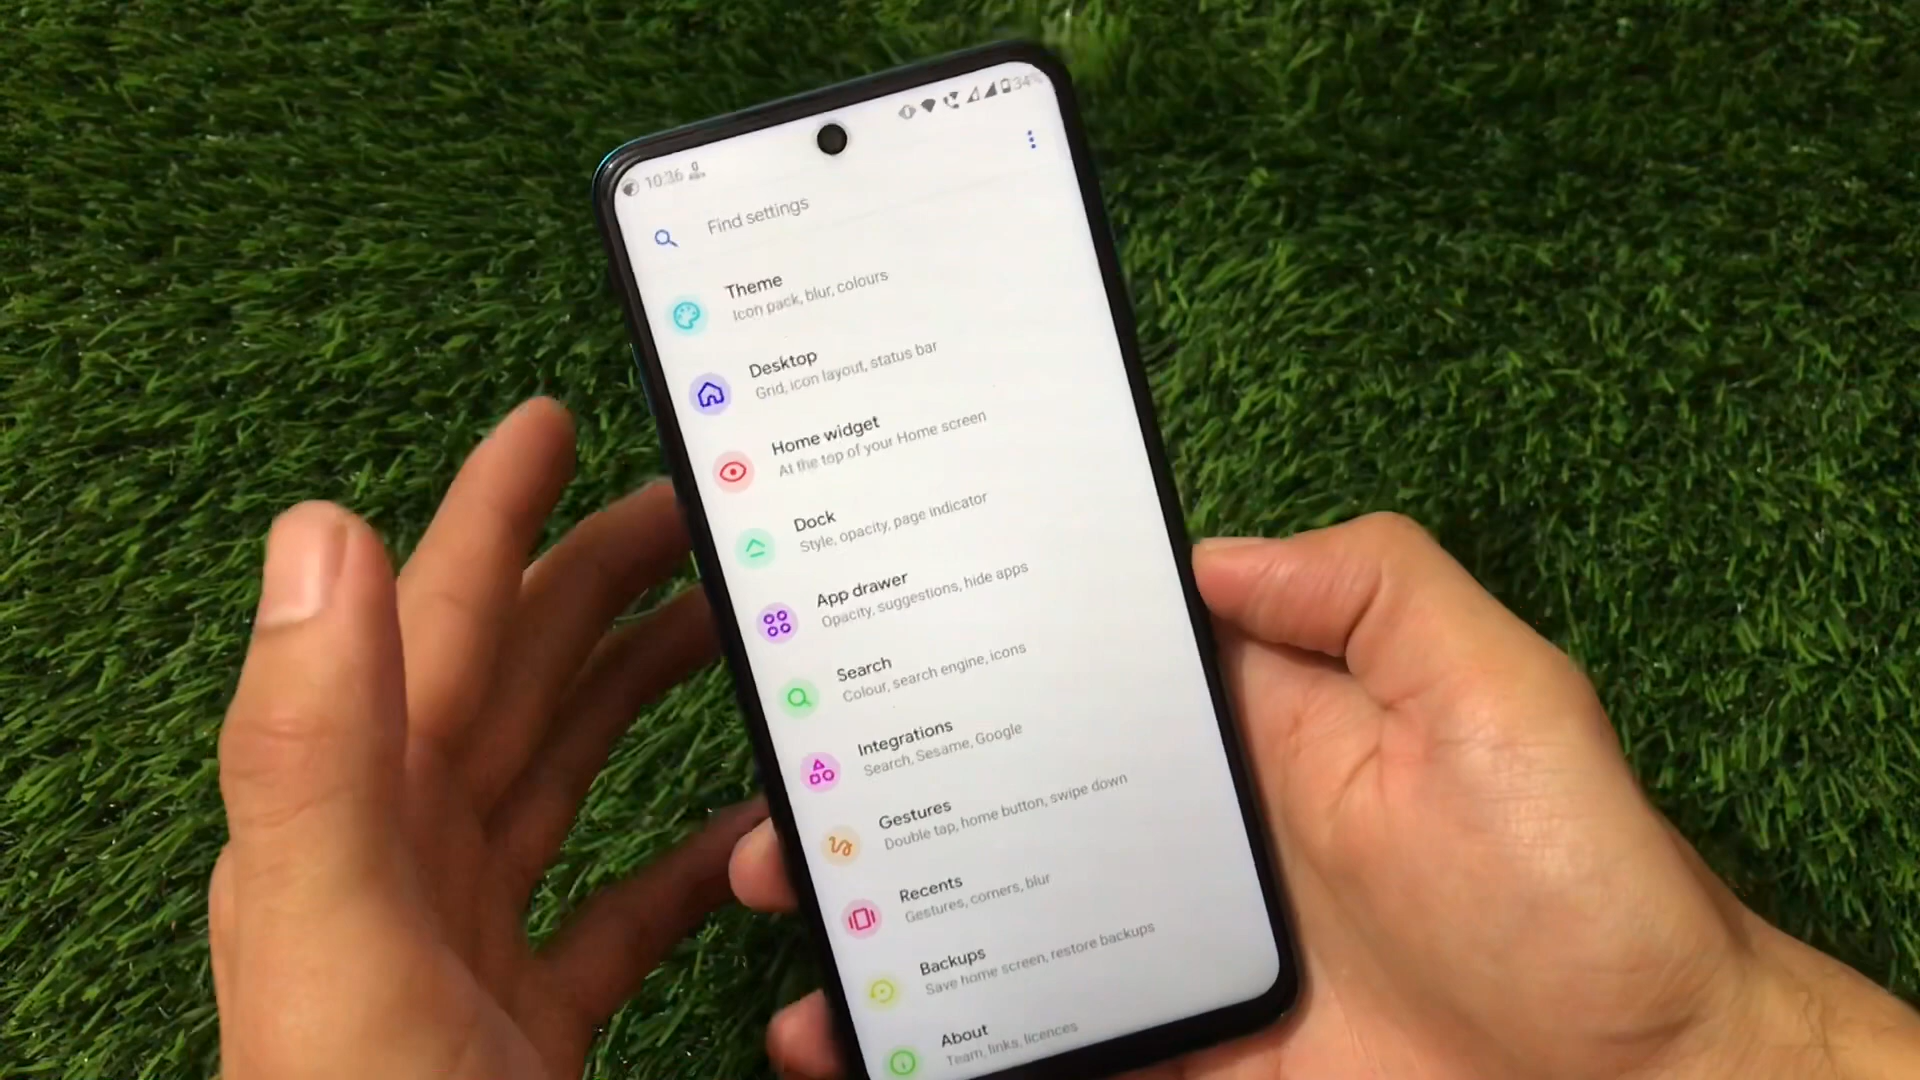 10:36
34%
Find settings
Theme
Icon pack, blur, colours
Desktop
Grid, icon layout, status bar
Home widget
At the top of your Home screen
Dock
Style, opacity, page indicator
App drawer
Opacity, suggestions, hide apps
Search
Colour, search engine, icons
Integrations
Search, Sesame, Google
Gestures
Double tap, home button, swipe down
Recents
Gestures, corners, blur
Backups
Save home screen, restore backups
About
Team, links, licences